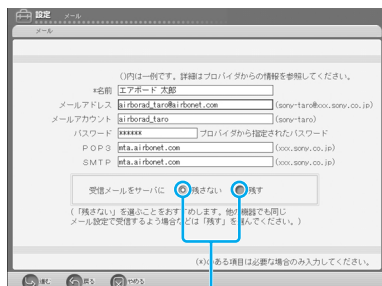 設定 メール
メール
()内は一例です。詳細はプロバイダからの情報を参照してください。
*名前 エアボード 太郎
メールアドレス airborad_taro@airbonet.com (sony-taro@xxx.sony.co.jp)
メールアカウント airborad_taro (sony-taro)
パスワード ****** プロバイダから指定されたパスワード
POP3 mta.airbonet.com (xxx.sony.co.jp)
SMTP mta.airbonet.com (xxx.sony.co.jp)
受信メールをサーバに 残さない 残す
(「残さない」を選ぶことをおすすめします。他の機器でも同じ
メール設定で受信するよう場合などは「残す」を選んでください。)
(*)のある項目は必要な場合のみ入力してください。
進む 戻る やめる